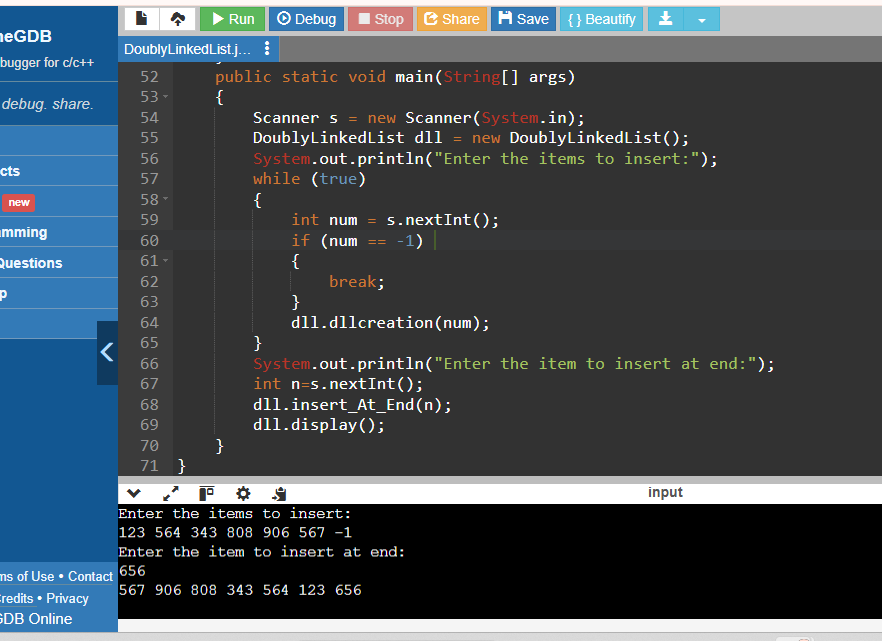 neGDB
bugger for c/c++
debug. share.
cts
new
mming
Questions
p
ms of Use • Contact
redits • Privacy
GDB Online
Run Debug Stop Share Save { } Beautify
DoublyLinkedList.j...
52 public static void main(String[] args)
53 {
54 Scanner s = new Scanner(System.in);
55 DoublyLinkedList dll = new DoublyLinkedList();
56 System.out.println("Enter the items to insert:");
57 while (true)
58 {
59 int num = s.nextInt();
60 if (num == -1)
61 {
62 break;
63 }
64 dll.dllcreation(num);
65 }
66 System.out.println("Enter the item to insert at end:");
67 int n=s.nextInt();
68 dll.insert_At_End(n);
69 dll.display();
70 }
71 }
input
Enter the items to insert:
123 564 343 808 906 567 -1
Enter the item to insert at end:
656
567 906 808 343 564 123 656